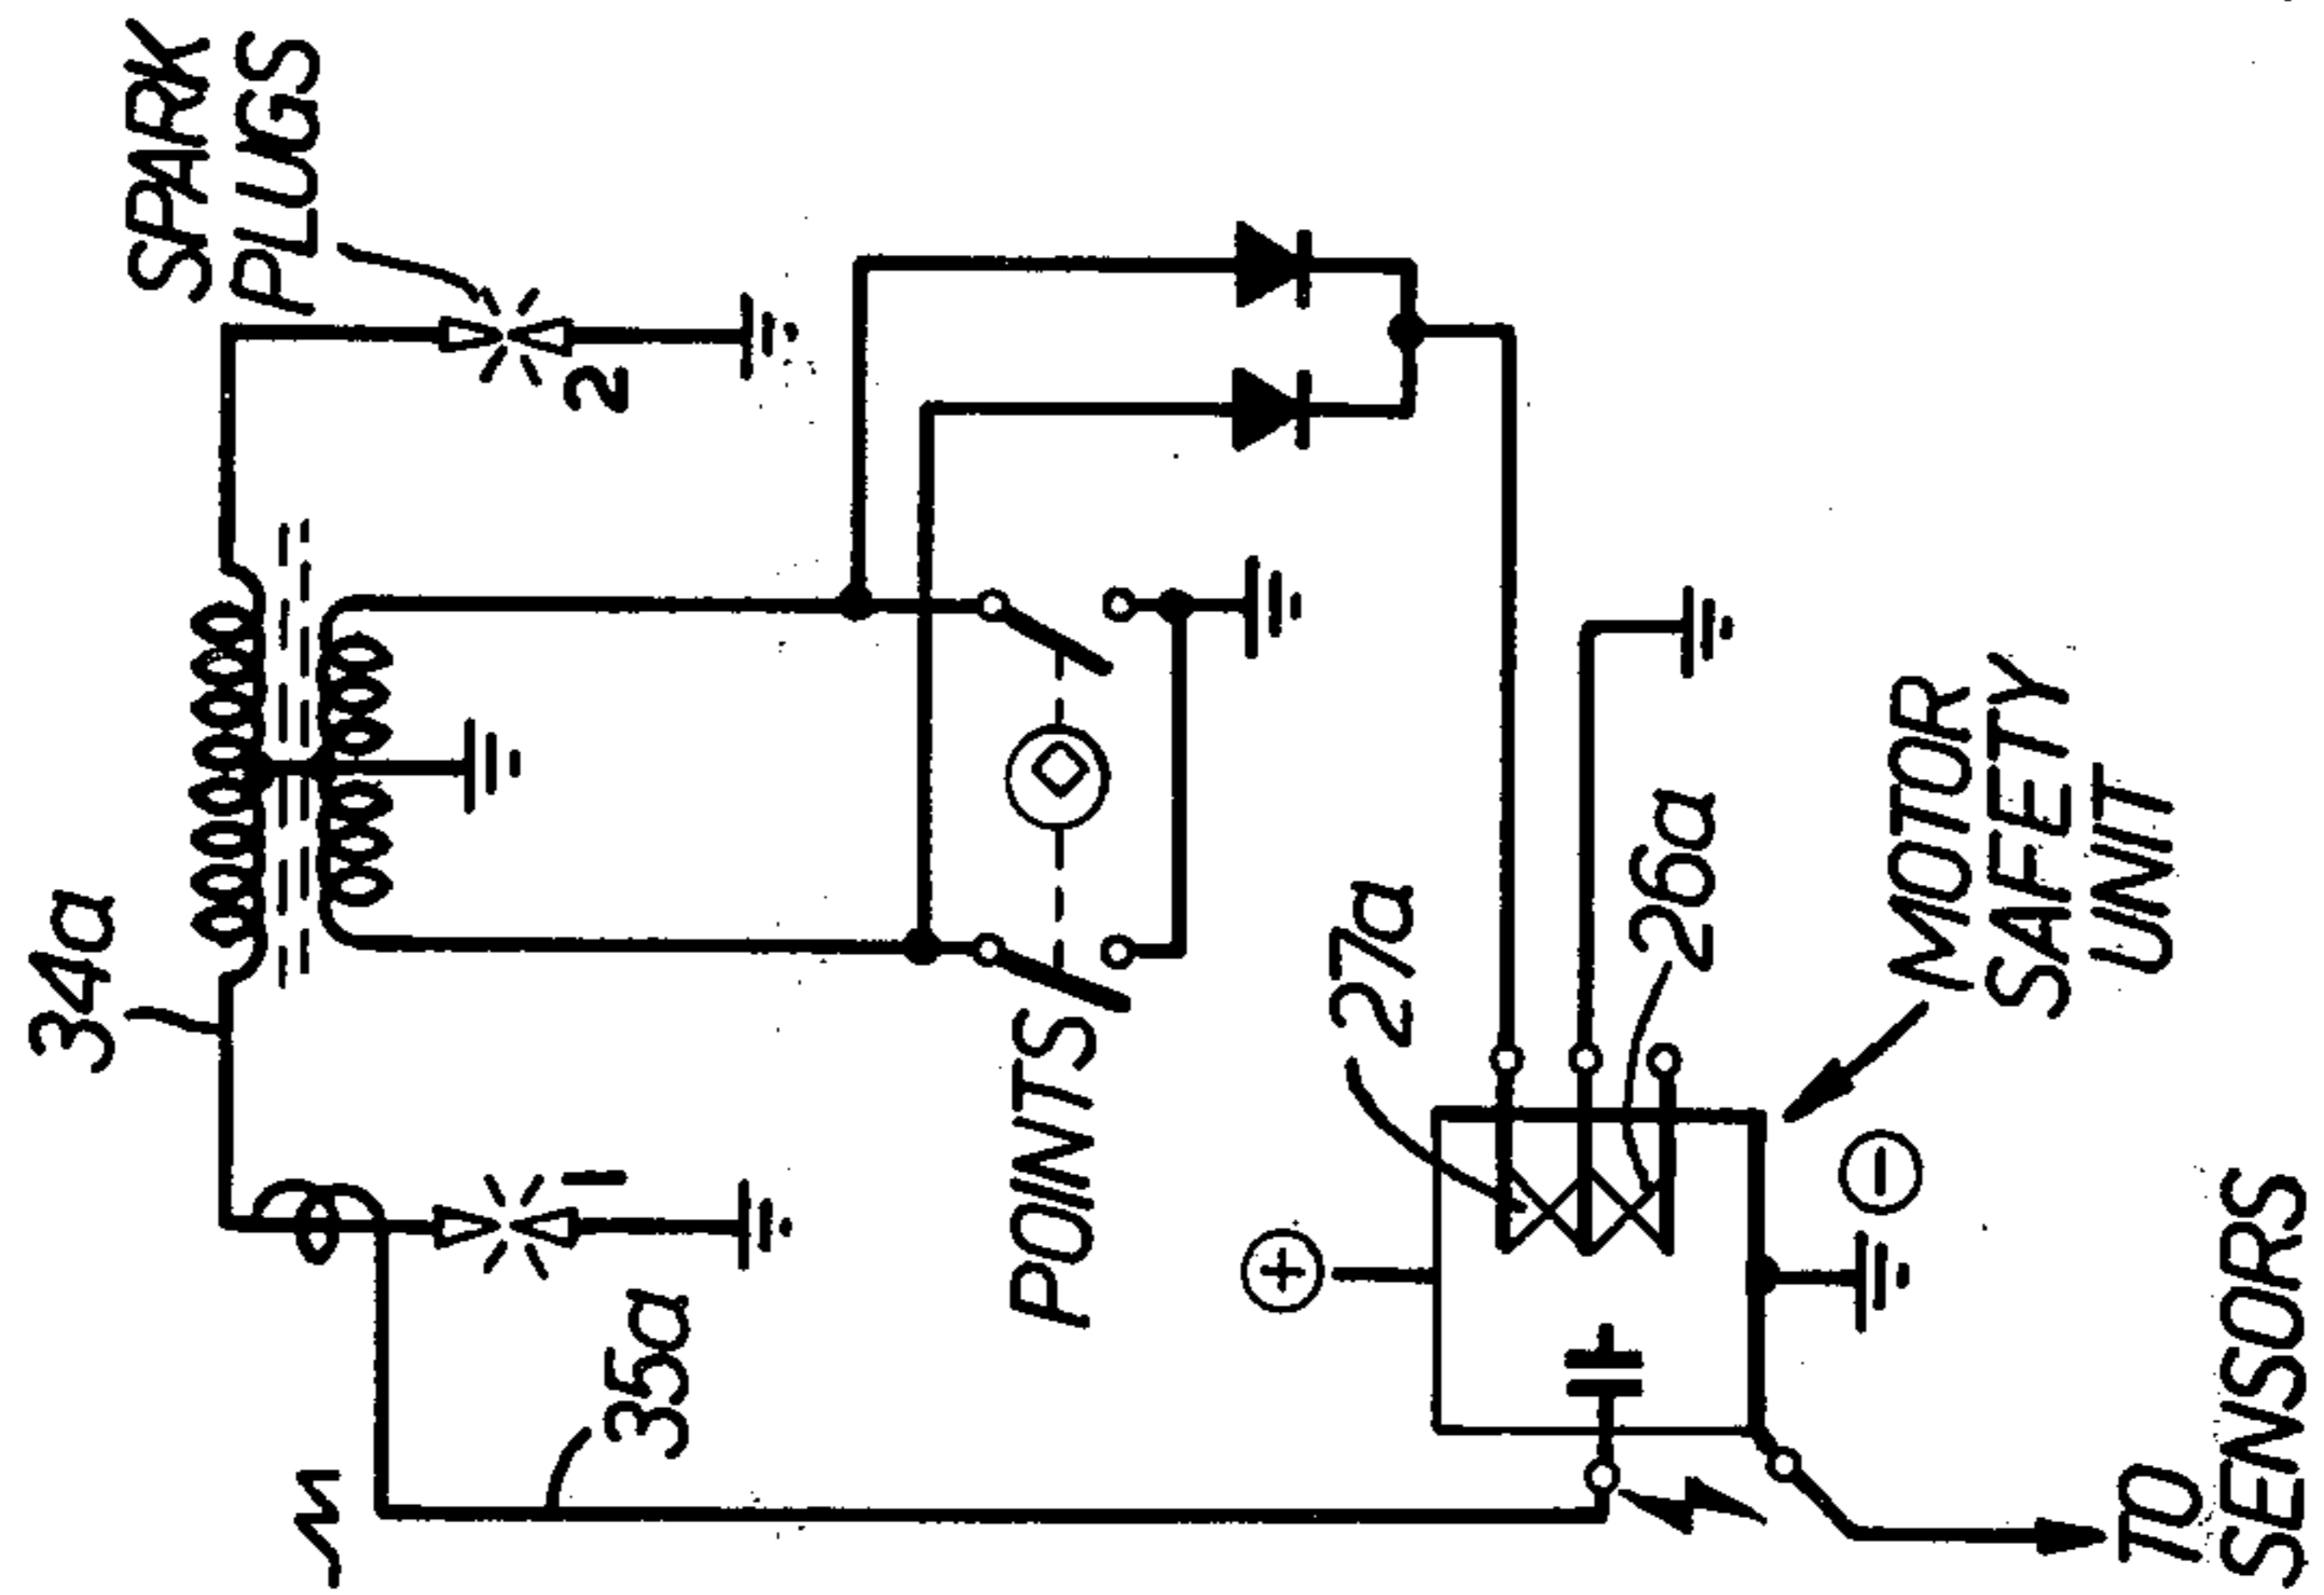 34a
SPARK
PLUGS
2
1
35a
POINTS
27a
26a
+
−
MOTOR
SAFETY
UNIT
TO
SENSORS